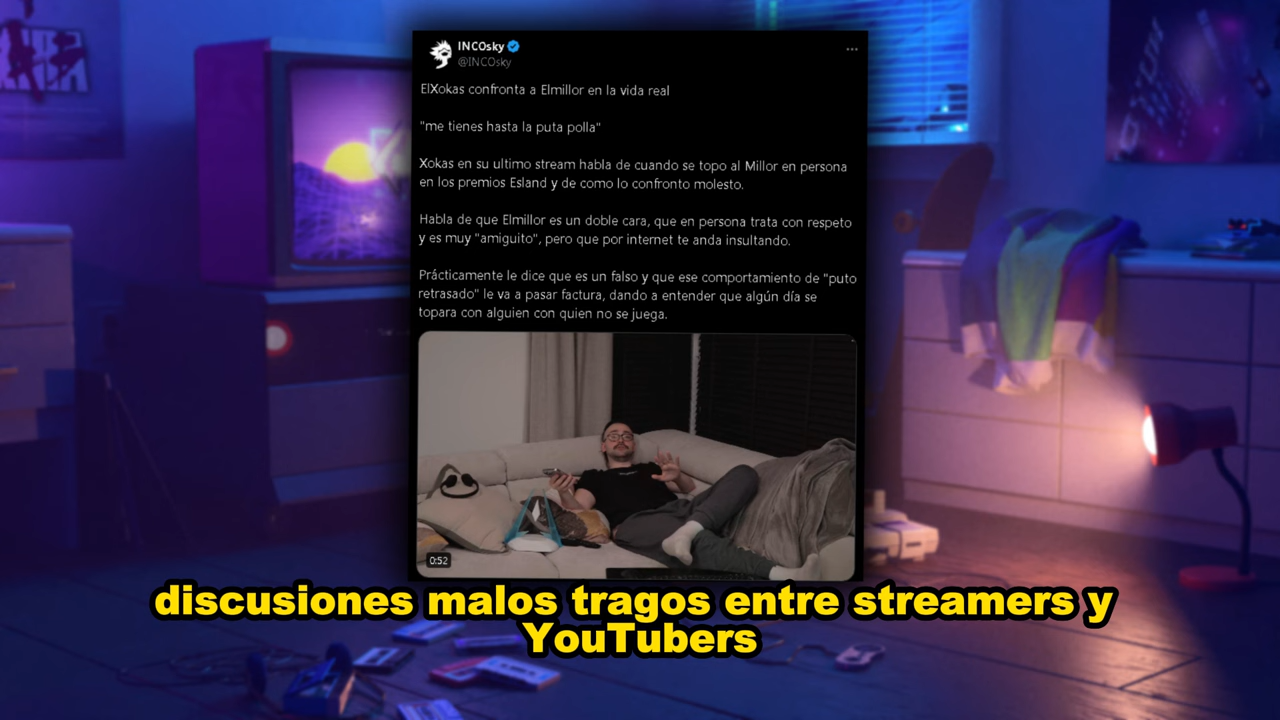 INCOsky
@INCOsky
ElXokas confronta a Elmillor en la vida real
"me tienes hasta la puta polla"
Xokas en su ultimo stream habla de cuando se topo al Millor en persona
en los premios Esland y de como lo confronto molesto.
Habla de que Elmillor es un doble cara, que en persona trata con respeto
y es muy "amiguito", pero que por internet te anda insultando.
Prácticamente le dice que es un falso y que ese comportamiento de "puto
retrasado" le va a pasar factura, dando a entender que algún día se
topara con alguien con quien no se juega.
0:52
discusiones malos tragos entre streamers y
YouTubers